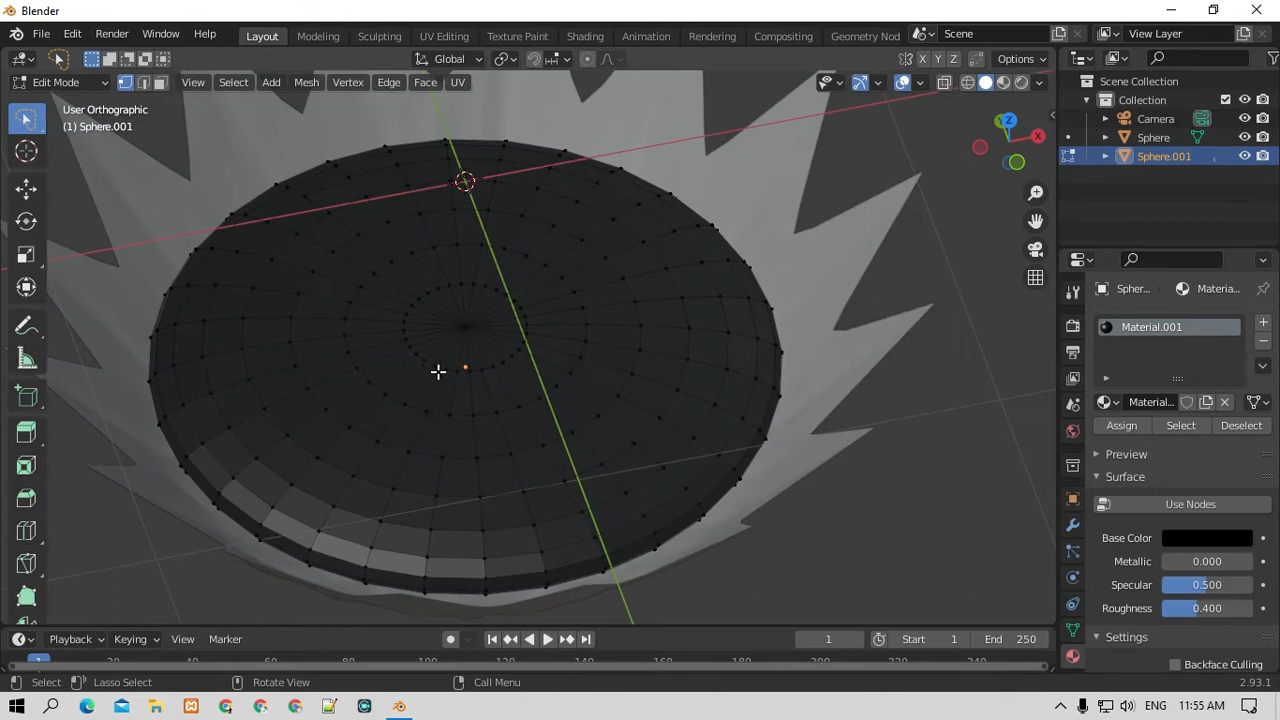 Blender
File Edit Render Window Help Layout Modeling Sculpting UV Editing Texture Paint Shading Animation Rendering Compositing Geometry Nod Scene View Layer
Global X Y Z Options
Edit Mode View Select Add Mesh Vertex Edge Face UV
User Orthographic
(1) Sphere.001
Z
Y
X
Scene Collection
Collection
Camera
Sphere
Sphere.001
Spher... Materia...
Material.001
Material...
Assign Select Deselect
Preview
Surface
Use Nodes
Base Color
Metallic 0.000
Specular 0.500
Roughness 0.400
Settings
Backface Culling
Playback Keying View Marker 1 Start 1 End 250
Select Lasso Select Rotate View Call Menu 2.93.1
ENG 11:55 AM